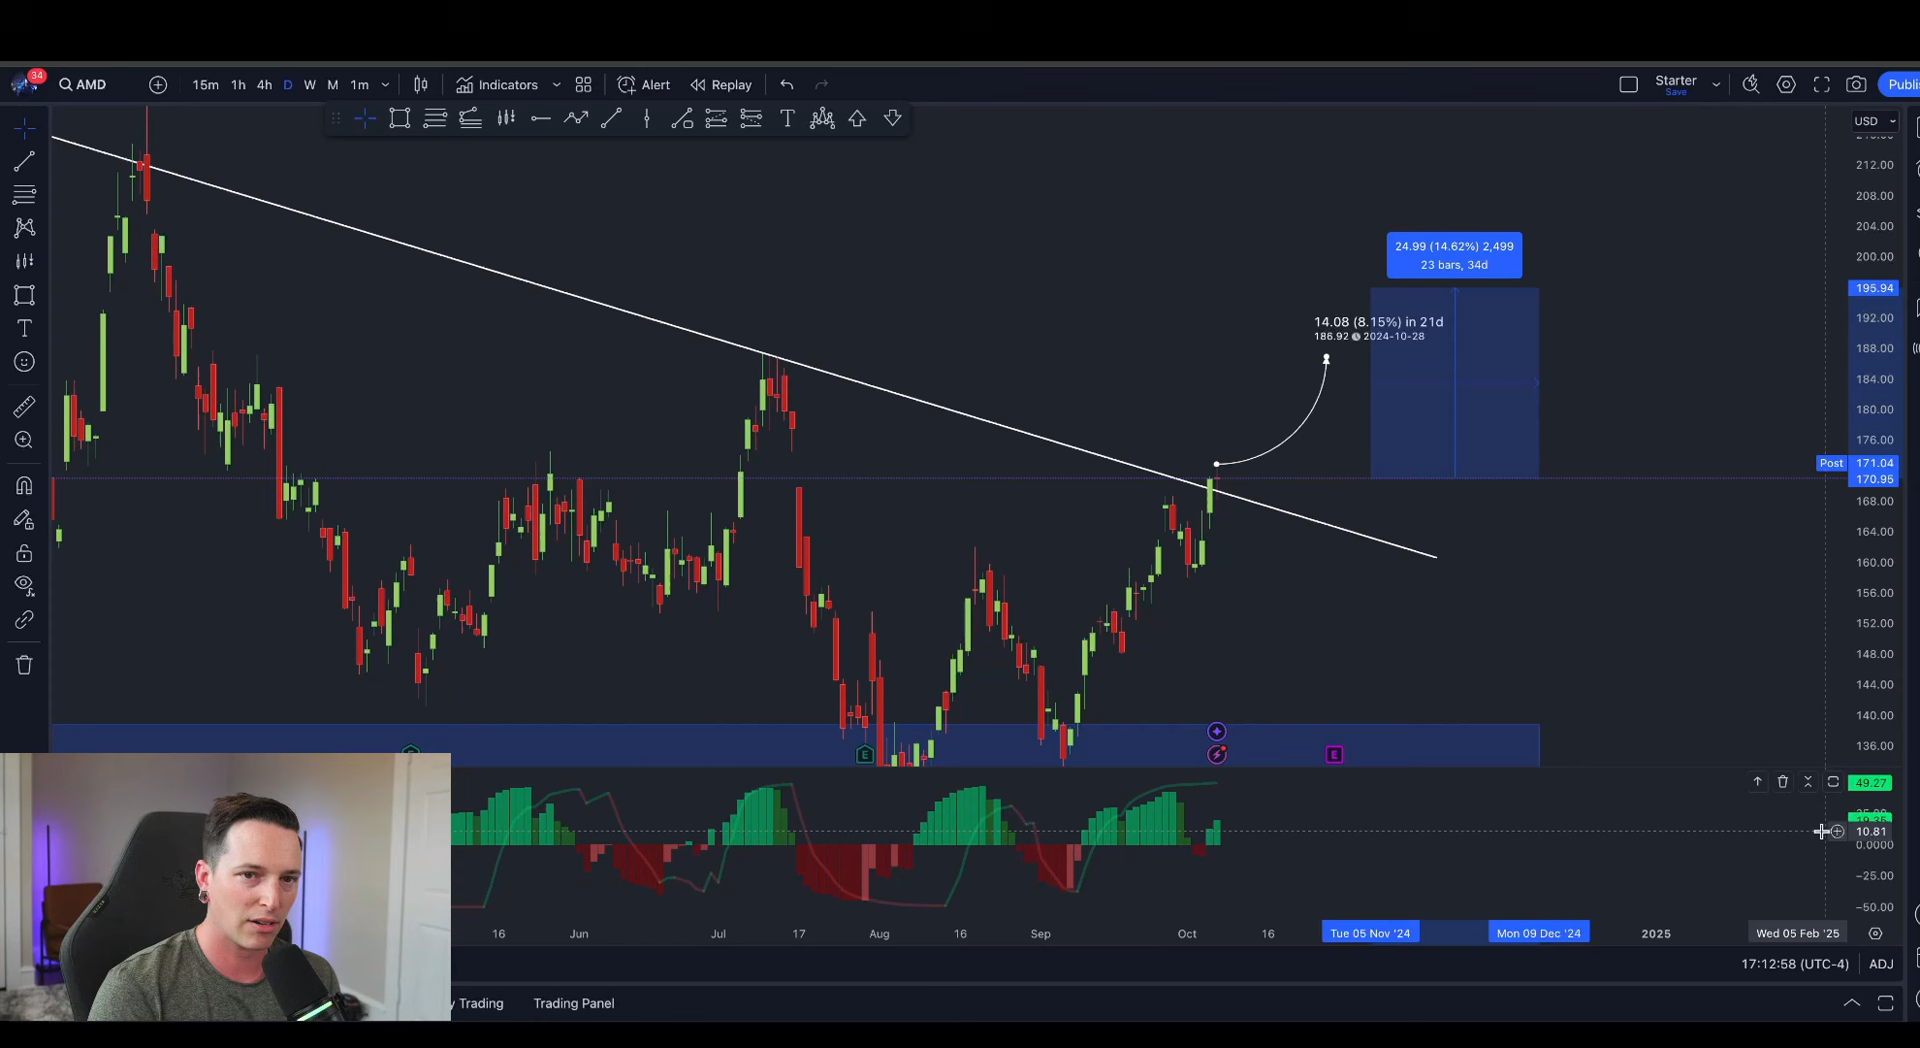 34
AMD
15m 1h 4h D W M 1m
Indicators
Alert
Replay
Starter
Save
Publi
USD
212.00
208.00
204.00
200.00
195.94
192.00
188.00
184.00
180.00
176.00
Post 171.04
170.95
168.00
164.00
160.00
156.00
152.00
148.00
144.00
140.00
136.00
24.99 (14.62%) 2,499
23 bars, 34d
14.08 (8.15%) in 21d
186.92 2024-10-28
E
E
49.27
10.81
0.0000
−25.00
−50.00
16 Jun Jul 17 Aug 16 Sep Oct 16 Tue 05 Nov '24 Mon 09 Dec '24 2025 Wed 05 Feb '25
17:12:58 (UTC-4) ADJ
y Trading Trading Panel